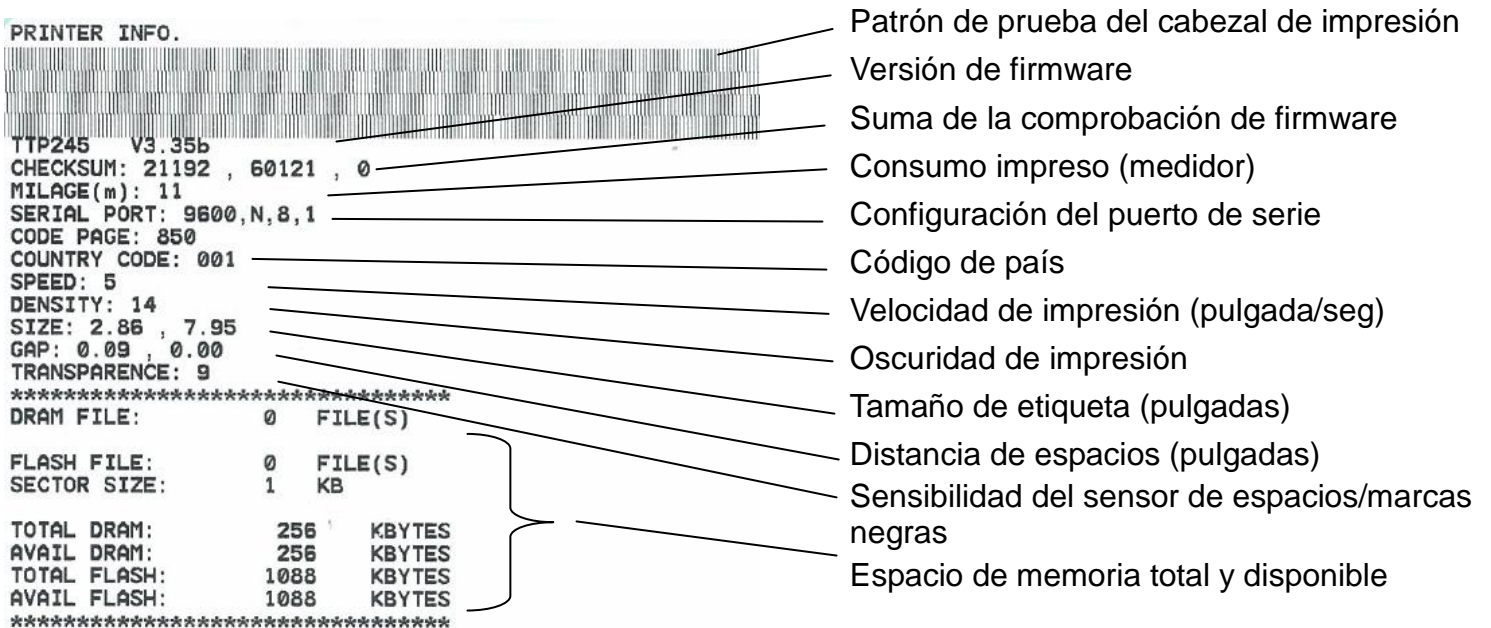 PRINTER INFO.
TTP245 V3.35b
CHECKSUM: 21192 , 60121 , 0
MILAGE(m): 11
SERIAL PORT: 9600,N,8,1
CODE PAGE: 850
COUNTRY CODE: 001
SPEED: 5
DENSITY: 14
SIZE: 2.86 , 7.95
GAP: 0.09 , 0.00
TRANSPARENCE: 9
**********************************
DRAM FILE: 0 FILE(S)
FLASH FILE: 0 FILE(S)
SECTOR SIZE: 1 KB
TOTAL DRAM: 256 KBYTES
AVAIL DRAM: 256 KBYTES
TOTAL FLASH: 1088 KBYTES
AVAIL FLASH: 1088 KBYTES
**********************************
Patrón de prueba del cabezal de impresión
Versión de firmware
Suma de la comprobación de firmware
Consumo impreso (medidor)
Configuración del puerto de serie
Código de país
Velocidad de impresión (pulgada/seg)
Oscuridad de impresión
Tamaño de etiqueta (pulgadas)
Distancia de espacios (pulgadas)
Sensibilidad del sensor de espacios/marcas
negras
Espacio de memoria total y disponible